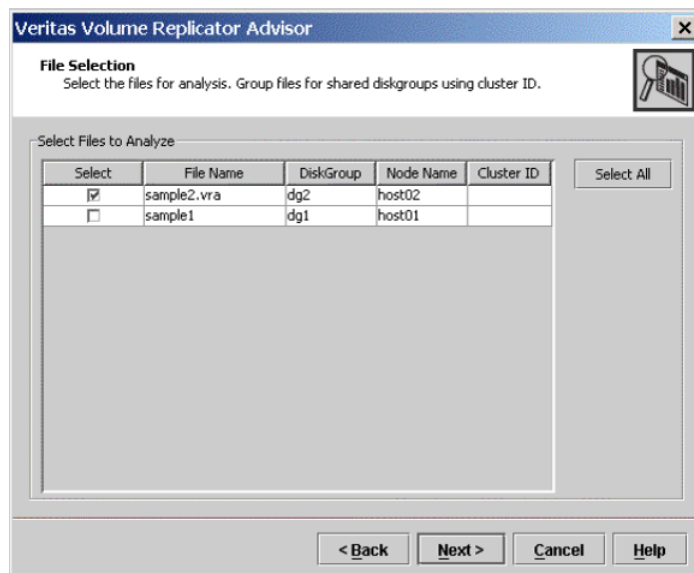 Veritas Volume Replicator Advisor
File Selection
Select the files for analysis. Group files for shared diskgroups using cluster ID.
Select Files to Analyze
Select File Name DiskGroup Node Name Cluster ID
Select All
sample2.vra dg2 host02
sample1 dg1 host01
< Back Next > Cancel Help